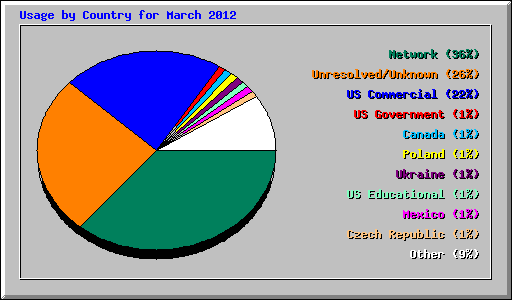 Usage by Country for March 2012
Network (36%)
Unresolved/Unknown (26%)
US Commercial (22%)
US Government (1%)
Canada (1%)
Poland (1%)
Ukraine (1%)
US Educational (1%)
Mexico (1%)
Czech Republic (1%)
Other (9%)